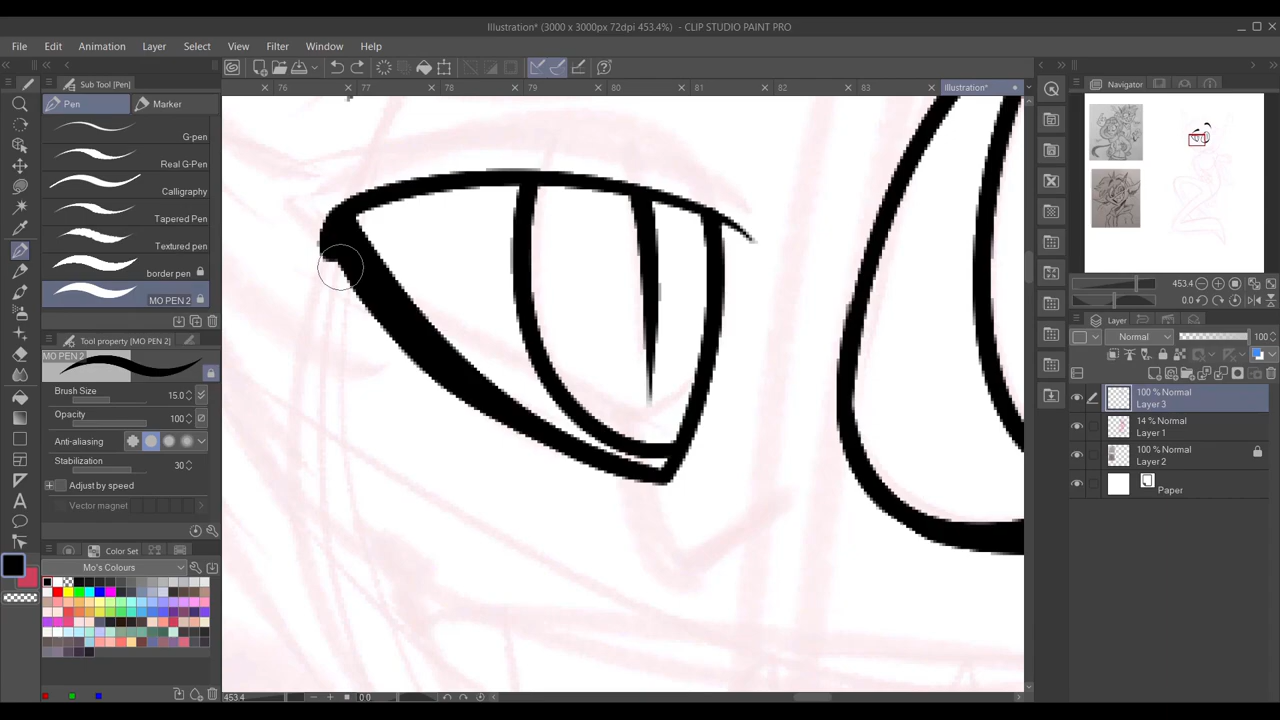 Illustration* (3000 x 3000px 72dpi 453.4%) - CLIP STUDIO PAINT PRO
File Edit Animation Layer Select View Filter Window Help
Sub Tool [Pen]
Pen Marker
G-pen
Real G-Pen
Calligraphy
Tapered Pen
Textured pen
border pen
MO PEN 2
Tool property [MO PEN 2]
MO PEN 2
Brush Size 15.0
Opacity 100
Anti-aliasing
Stabilization 30
Adjust by speed
Vector magnet
Color Set
Mo's Colours
76 77 78 79 80 81 82 83
Illustration*
453.4 0.0
Navigator
453.4
0.0
Layer
Normal 100
100 % Normal
Layer 3
14 % Normal
Layer 1
100 % Normal
Layer 2
Paper